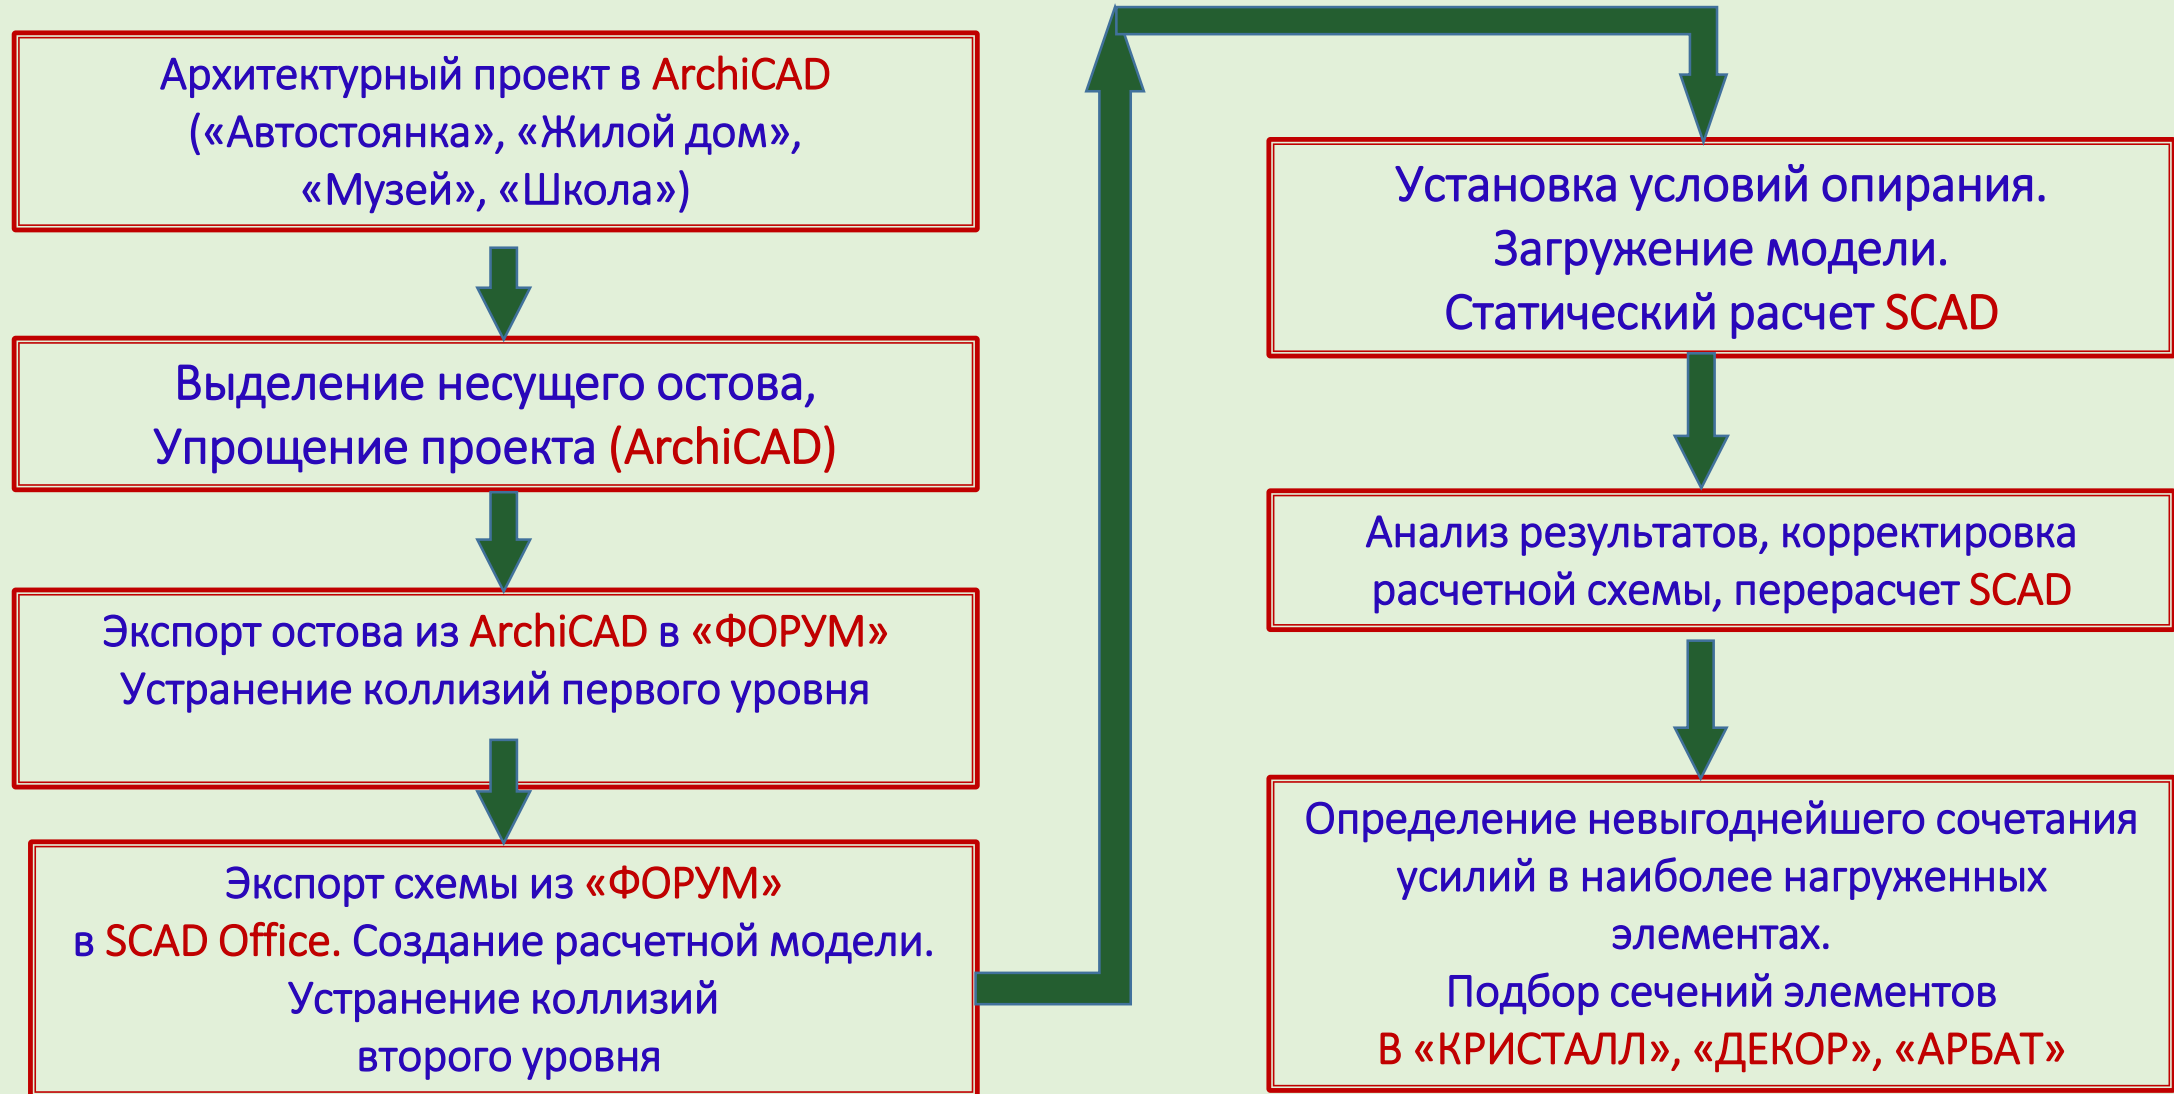 Архитектурный проект в ArchiCAD
(«Автостоянка», «Жилой дом»,
«Музей», «Школа»)
Выделение несущего остова,
Упрощение проекта (ArchiCAD)
Экспорт остова из ArchiCAD в «ФОРУМ»
Устранение коллизий первого уровня
Экспорт схемы из «ФОРУМ»
в SCAD Office. Создание расчетной модели.
Устранение коллизий
второго уровня
Установка условий опирания.
Загружение модели.
Статический расчет SCAD
Анализ результатов, корректировка
расчетной схемы, перерасчет SCAD
Определение невыгоднейшего сочетания
усилий в наиболее нагруженных
элементах.
Подбор сечений элементов
В «КРИСТАЛЛ», «ДЕКОР», «АРБАТ»